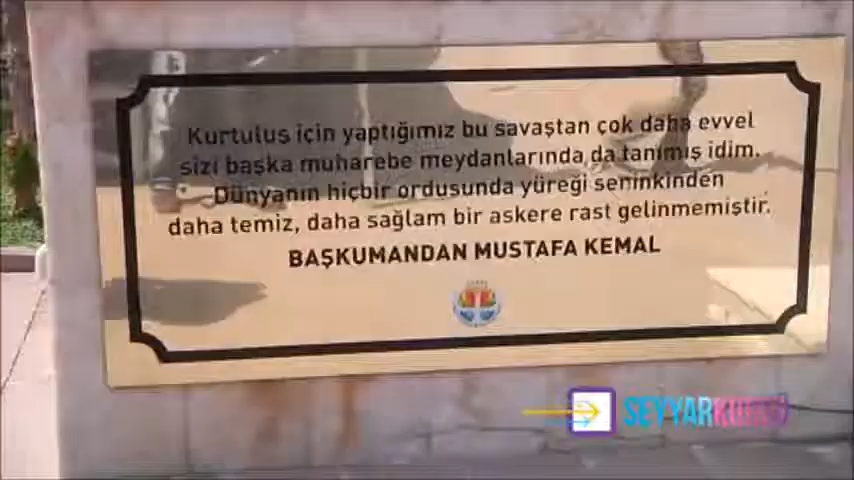 Kurtuluş için yaptığımız bu savaştan çok daha evvel
sizi başka muharebe meydanlarında da tanımış idim.
Dünyanın hiçbir ordusunda yüreği seninkinden
daha temiz, daha sağlam bir askere rast gelinmemiştir.
BAŞKUMANDAN MUSTAFA KEMAL
SEYYAR